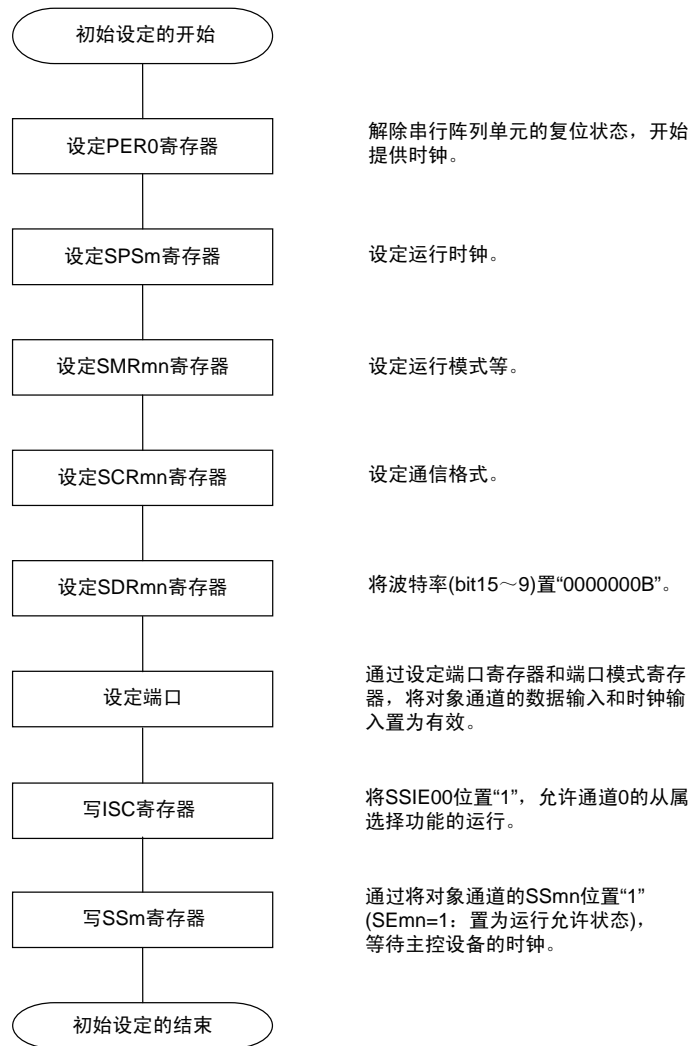 初始设定的开始
设定PER0寄存器
解除串行阵列单元的复位状态，开始
提供时钟。
设定SPSm寄存器
设定运行时钟。
设定SMRmn寄存器
设定运行模式等。
设定SCRmn寄存器
设定通信格式。
设定SDRmn寄存器
将波特率(bit15～9)置“0000000B”。
设定端口
通过设定端口寄存器和端口模式寄存
器，将对象通道的数据输入和时钟输
入置为有效。
写ISC寄存器
将SSIE00位置“1”，允许通道0的从属
选择功能的运行。
写SSm寄存器
通过将对象通道的SSmn位置“1”
(SEmn=1：置为运行允许状态)，
等待主控设备的时钟。
初始设定的结束